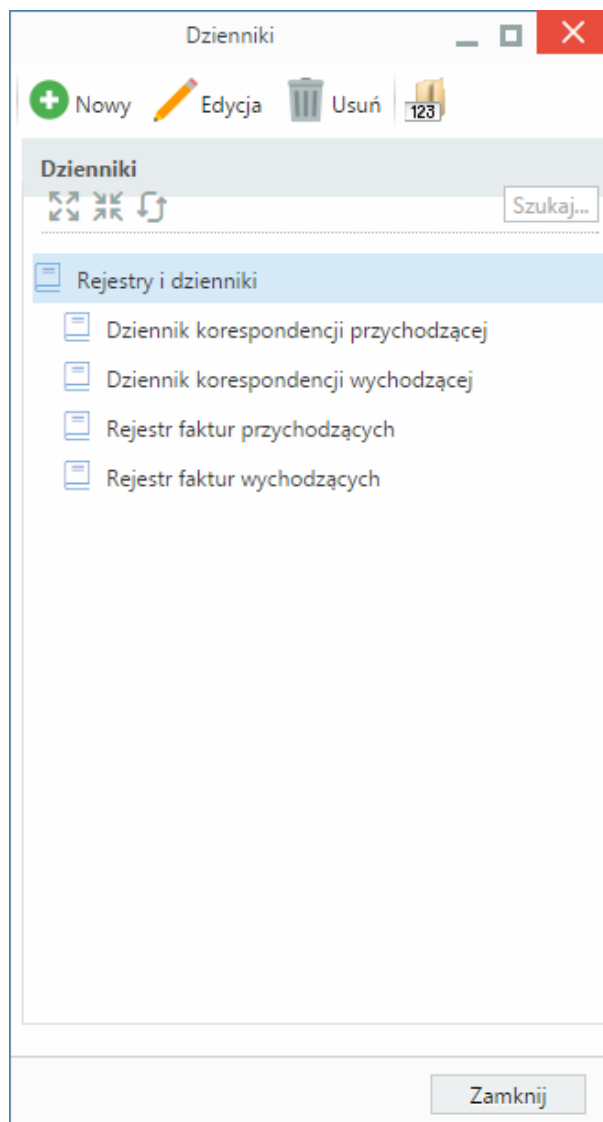 Dzienniki
Nowy Edycja Usuń 123
Dzienniki
Szukaj...
Rejestry i dzienniki
Dziennik korespondencji przychodzącej
Dziennik korespondencji wychodzącej
Rejestr faktur przychodzących
Rejestr faktur wychodzących
Zamknij